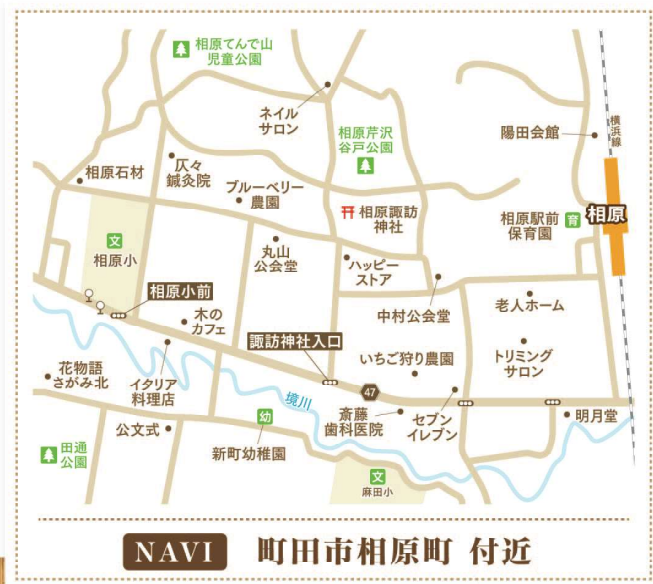 相原てんで山
児童公園
ネイル
サロン
相原芹沢
谷戸公園
陽田会館
横浜線
相原石材
仄々
鍼灸院
ブルーベリー
農園
相原諏訪
神社
相原駅前
保育園
育
相原
文
相原小
丸山
公会堂
ハッピー
ストア
相原小前
中村公会堂
老人ホーム
木の
カフェ
諏訪神社入口
いちご狩り農園
トリミング
サロン
花物語
さがみ北
イタリア
料理店
境川
47
斎藤
歯科医院
セブン
イレブン
明月堂
公文式
幼
新町幼稚園
田通
公園
文
麻田小
NAVI 町田市相原町 付近